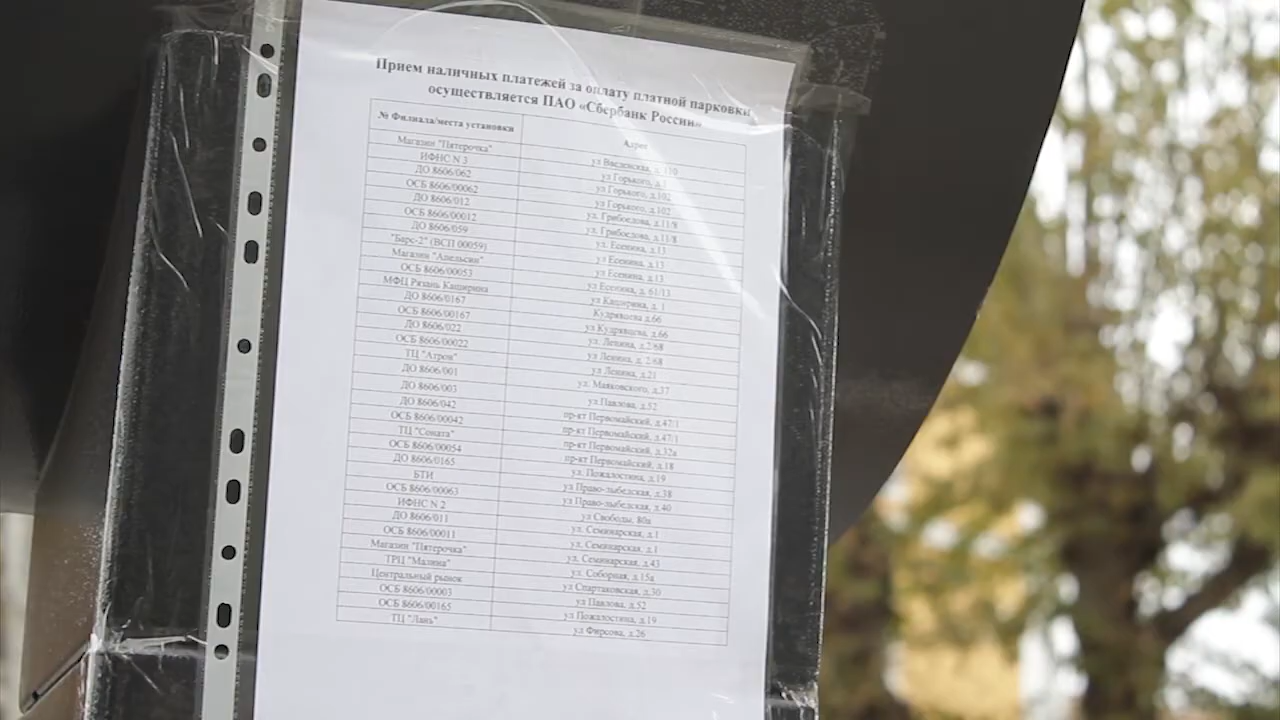 Прием наличных платежей за оплату платной парковки
осуществляется ПАО «Сбербанк России»
№ Филиала/места установки Адрес
Магазин "Пятерочка" ул Введенская, д.110
ИФНС N 3 ул Горького, д.1
ДО 8606/062 ул Горького, д.102
ОСБ 8606/00062 ул Горького, д.102
ДО 8606/012 ул. Грибоедова, д.11/8
ОСБ 8606/00012 ул. Грибоедова, д.11/8
ДО 8606/059 ул. Есенина, д.13
"Барс-2" (ВСП 00059) ул Есенина, д.13
Магазин "Апельсин" ул Есенина, д.13
ОСБ 8606/00053 ул Есенина, д. 61/13
МФЦ Рязань Каширина ул Каширина, д. 1
ДО 8606/0167 Кудрявцева д.66
ОСБ 8606/00167 ул Кудрявцева, д.66
ДО 8606/022 ул. Ленина, д.2/68
ОСБ 8606/00022 ул Ленина, д. 2/68
ТЦ "Атрон" ул Ленина, д.21
ДО 8606/001 ул. Маяковского, д.37
ДО 8606/003 ул Павлова, д.52
ДО 8606/042 пр-кт Первомайский, д.47/1
ОСБ 8606/00042 пр-кт Первомайский, д.47/1
ТЦ "Соната" пр-кт Первомайский, д.32а
ОСБ 8606/00054 пр-кт Первомайский, д.18
ДО 8606/0165 ул. Пожалостина, д.19
БТИ ул Право-лыбедская, д.38
ОСБ 8606/00063 ул Право-лыбедская, д.40
ИФНС N 2 ул Свободы, 80а
ДО 8606/011 ул. Семинарская, д.1
ОСБ 8606/00011 ул. Семинарская, д.1
Магазин "Пятерочка" ул. Семинарская, д.43
ТРЦ "Малина" ул. Соборная, д.15а
Центральный рынок ул Спартаковская, д.30
ОСБ 8606/00003 ул Павлова, д.52
ОСБ 8606/00165 ул Пожалостина, д.19
ТЦ "Лань" ул Фирсова, д.26